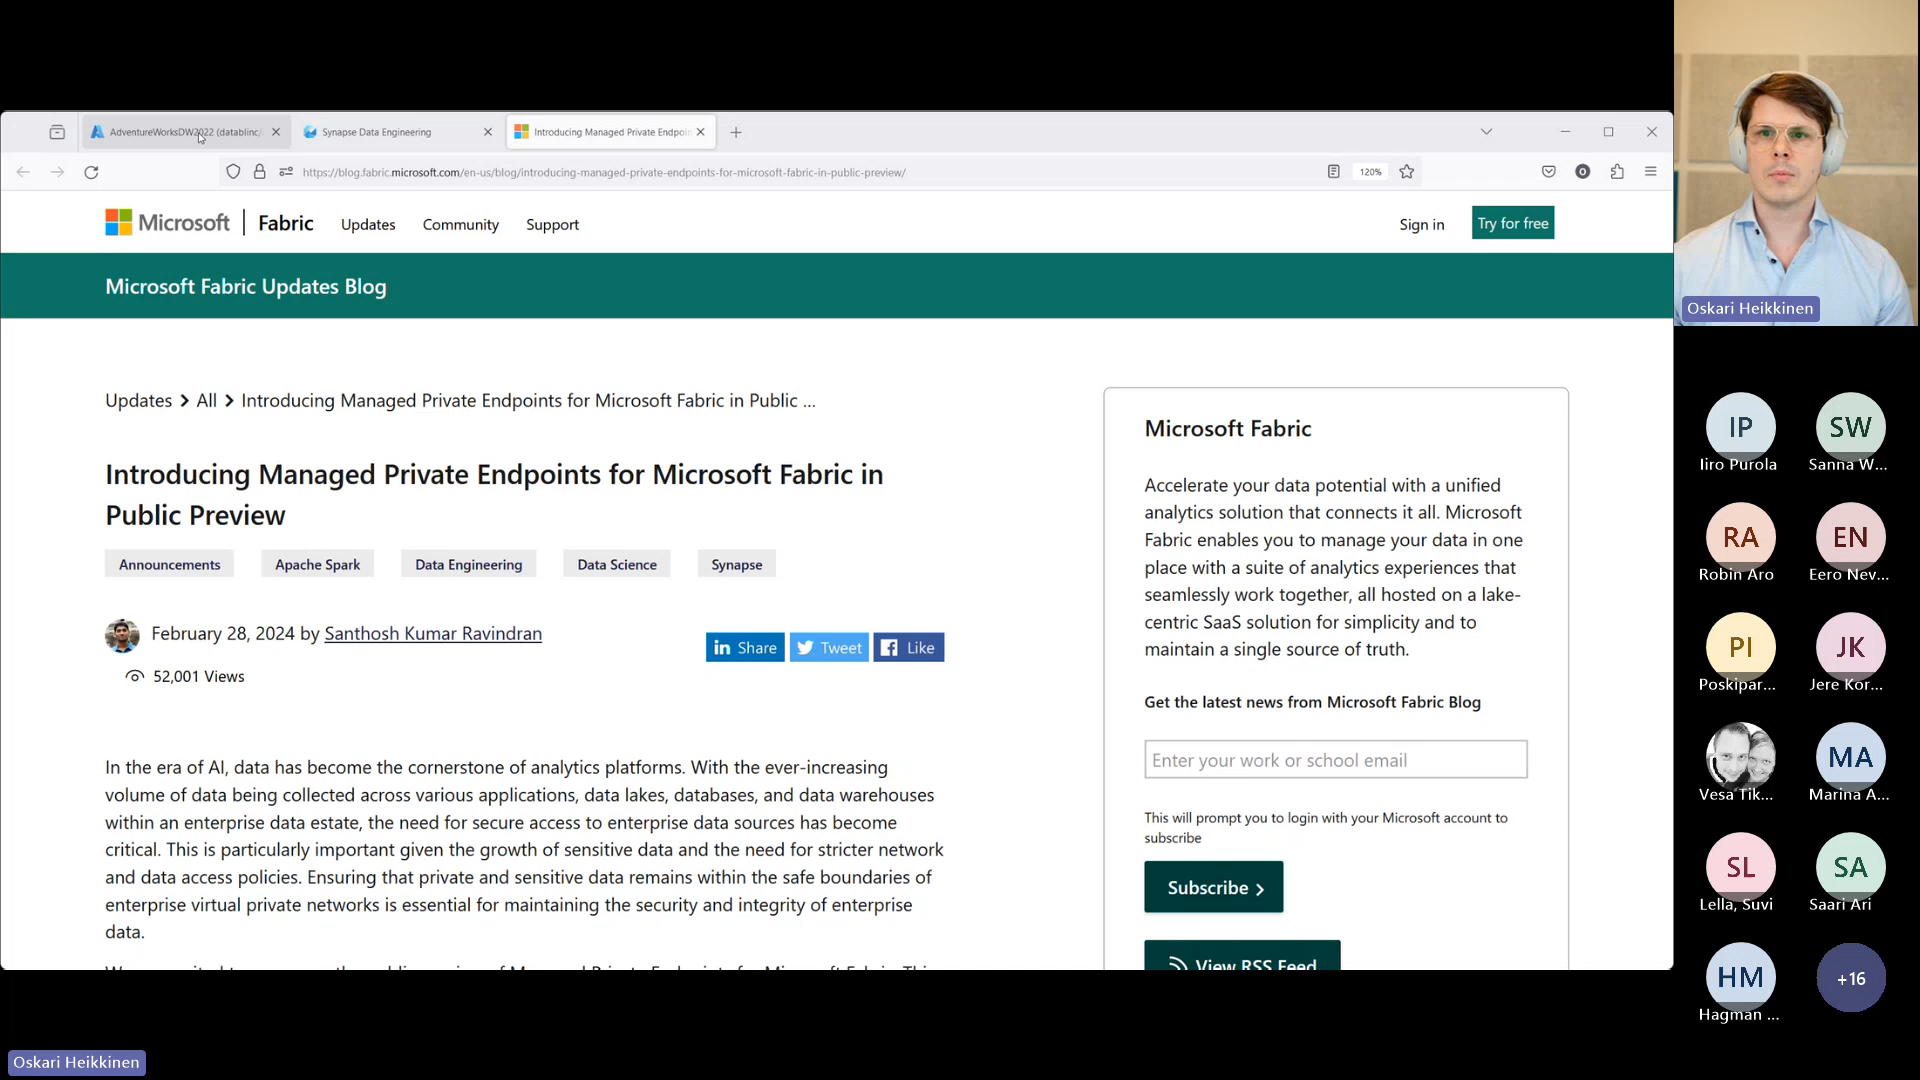 AdventureWorksDW2022 (datablinc/
Synapse Data Engineering
Introducing Managed Private Endpoin
https://blog.fabric.microsoft.com/en-us/blog/introducing-managed-private-endpoints-for-microsoft-fabric-in-public-preview/
120%
O
Microsoft
Fabric
Updates
Community
Support
Sign in
Try for free
Microsoft Fabric Updates Blog
Updates > All > Introducing Managed Private Endpoints for Microsoft Fabric in Public ...
Introducing Managed Private Endpoints for Microsoft Fabric in
Public Preview
Announcements
Apache Spark
Data Engineering
Data Science
Synapse
February 28, 2024 by Santhosh Kumar Ravindran
52,001 Views
in Share
Tweet
Like
In the era of AI, data has become the cornerstone of analytics platforms. With the ever-increasing
volume of data being collected across various applications, data lakes, databases, and data warehouses
within an enterprise data estate, the need for secure access to enterprise data sources has become
critical. This is particularly important given the growth of sensitive data and the need for stricter network
and data access policies. Ensuring that private and sensitive data remains within the safe boundaries of
enterprise virtual private networks is essential for maintaining the security and integrity of enterprise
data.
Microsoft Fabric
Accelerate your data potential with a unified
analytics solution that connects it all. Microsoft
Fabric enables you to manage your data in one
place with a suite of analytics experiences that
seamlessly work together, all hosted on a lake-
centric SaaS solution for simplicity and to
maintain a single source of truth.
Get the latest news from Microsoft Fabric Blog
Enter your work or school email
This will prompt you to login with your Microsoft account to
subscribe
Subscribe >
View RSS Feed
Oskari Heikkinen
IP
Iiro Purola
SW
Sanna W...
RA
Robin Aro
EN
Eero Nev...
PI
Poskipar...
JK
Jere Kor...
Vesa Tik...
MA
Marina A...
SL
Lella, Suvi
SA
Saari Ari
HM
Hagman ...
+16
Oskari Heikkinen